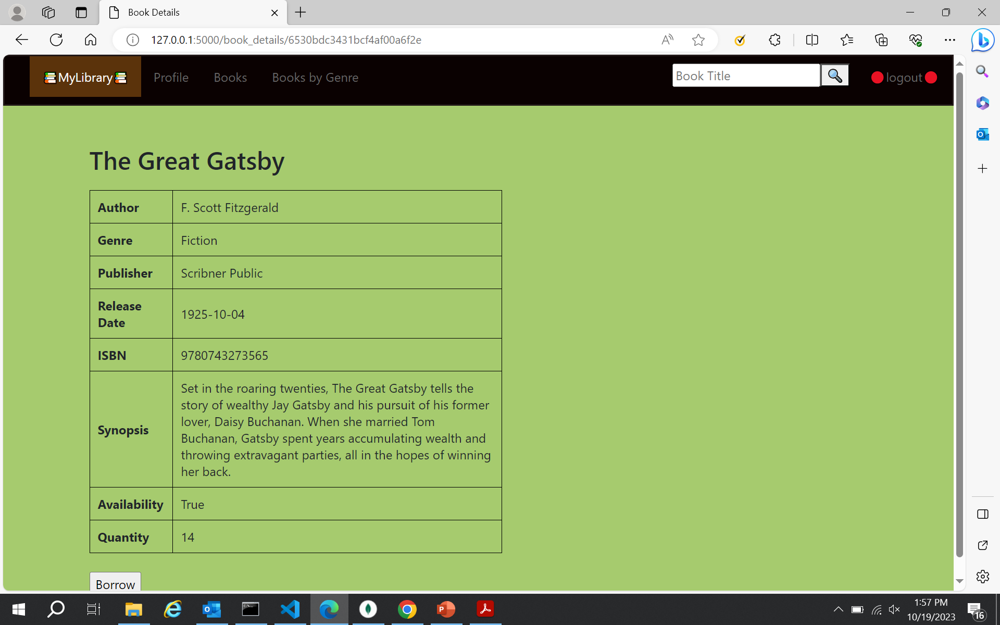 Book Details
127.0.0.1:5000/book_details/6530bdc3431bcf4af00a6f2e
MyLibrary
Profile
Books
Books by Genre
Book Title
logout
The Great Gatsby
Author
F. Scott Fitzgerald
Genre
Fiction
Publisher
Scribner Public
Release
Date
1925-10-04
ISBN
9780743273565
Synopsis
Set in the roaring twenties, The Great Gatsby tells the
story of wealthy Jay Gatsby and his pursuit of his former
lover, Daisy Buchanan. When she married Tom
Buchanan, Gatsby spent years accumulating wealth and
throwing extravagant parties, all in the hopes of winning
her back.
Availability
True
Quantity
14
Borrow
1:57 PM
10/19/2023
16